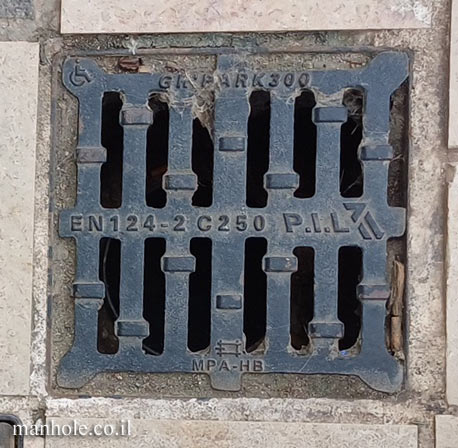 GR-PARK300
EN124-2 C250 P.I.L
MPA-HB
manhole.co.il